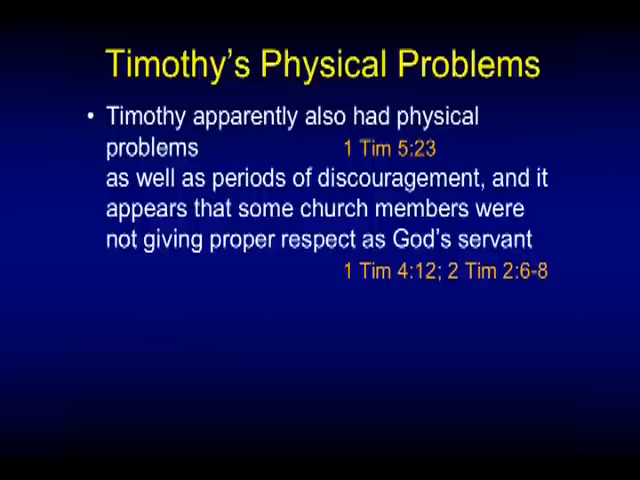 Timothy's Physical Problems
• Timothy apparently also had physical
problems 1 Tim 5:23
as well as periods of discouragement, and it
appears that some church members were
not giving proper respect as God's servant
1 Tim 4:12; 2 Tim 2:6-8